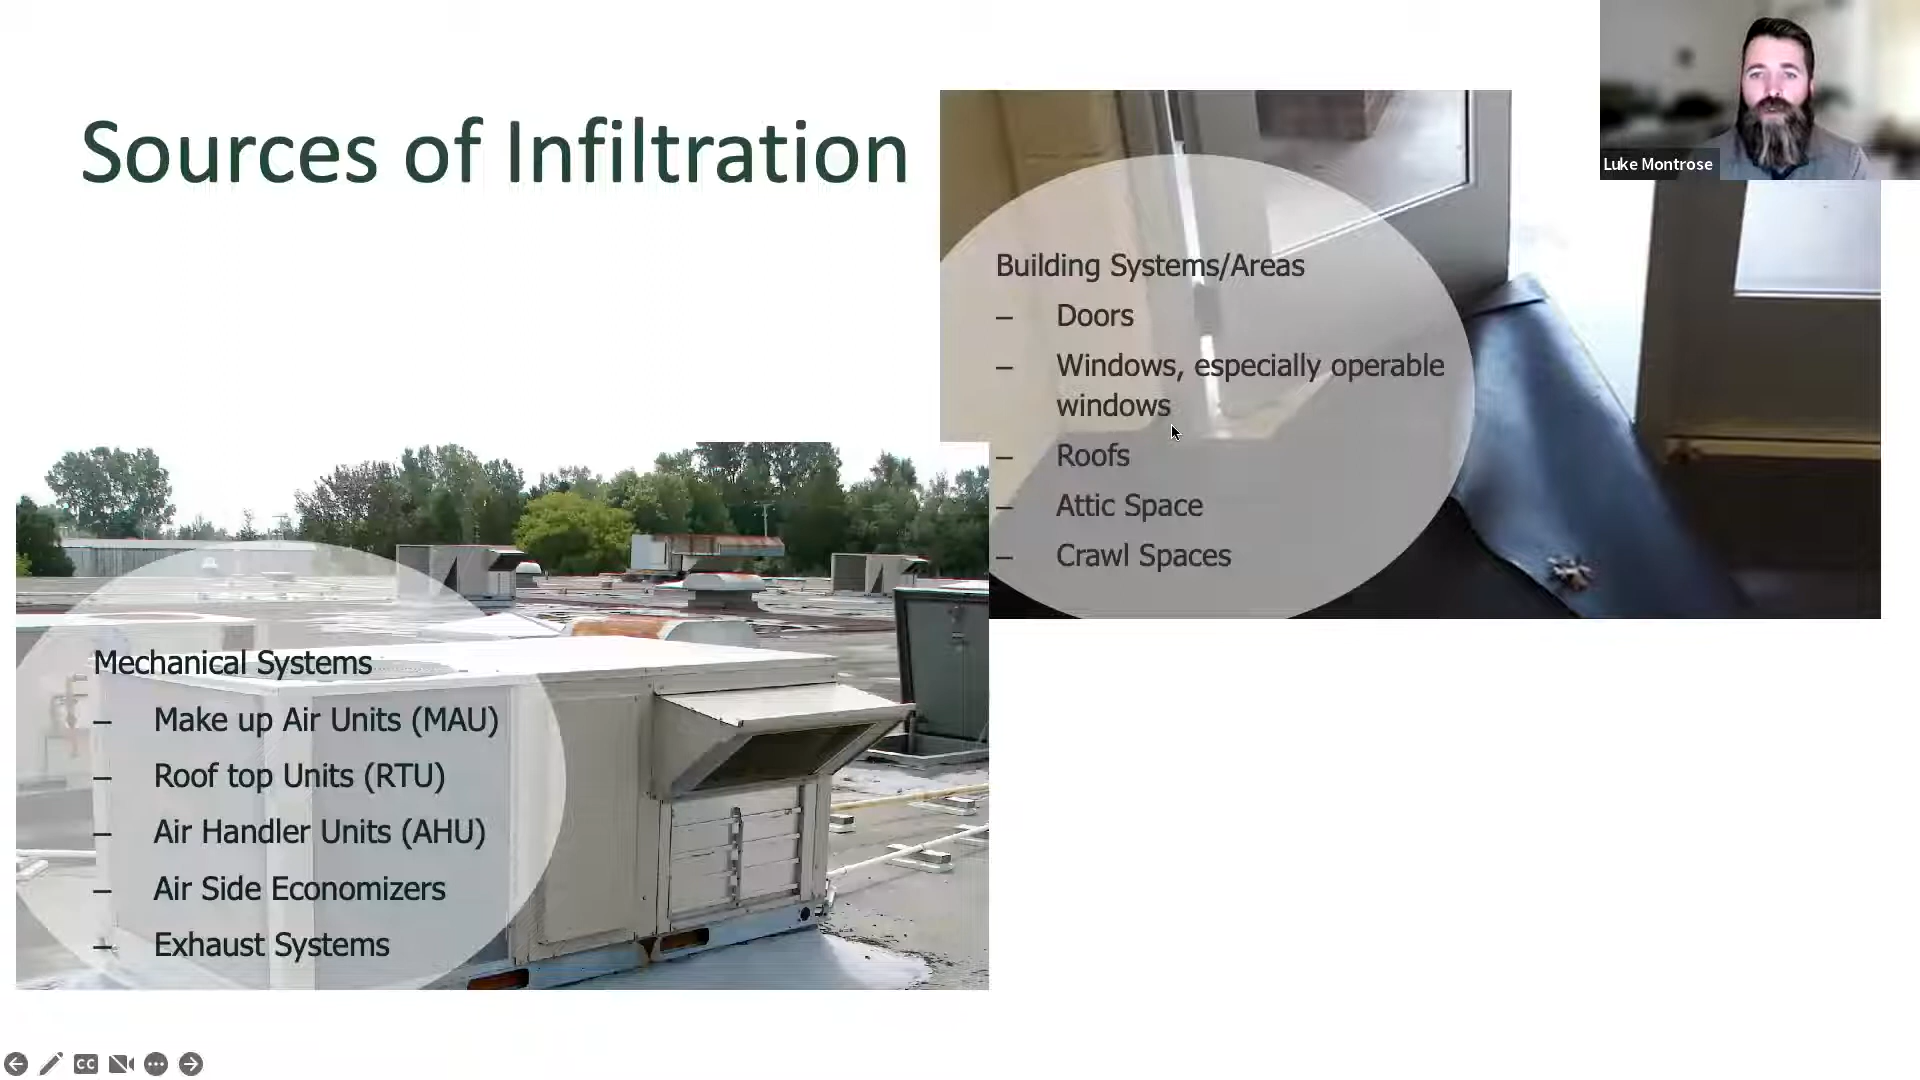 Sources of Infiltration
Luke Montrose
Building Systems/Areas
– Doors
– Windows, especially operable
windows
– Roofs
– Attic Space
– Crawl Spaces
Mechanical Systems
– Make up Air Units (MAU)
– Roof top Units (RTU)
– Air Handler Units (AHU)
– Air Side Economizers
– Exhaust Systems
CC